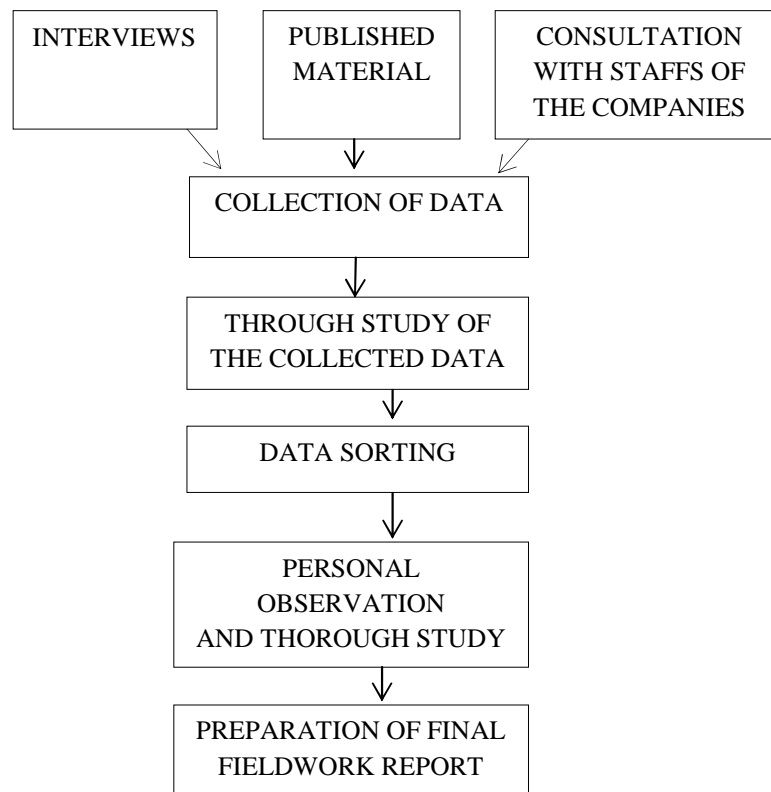 INTERVIEWS
PUBLISHED
MATERIAL
CONSULTATION
WITH STAFFS OF
THE COMPANIES
COLLECTION OF DATA
THROUGH STUDY OF
THE COLLECTED DATA
DATA SORTING
PERSONAL
OBSERVATION
AND THOROUGH STUDY
PREPARATION OF FINAL
FIELDWORK REPORT